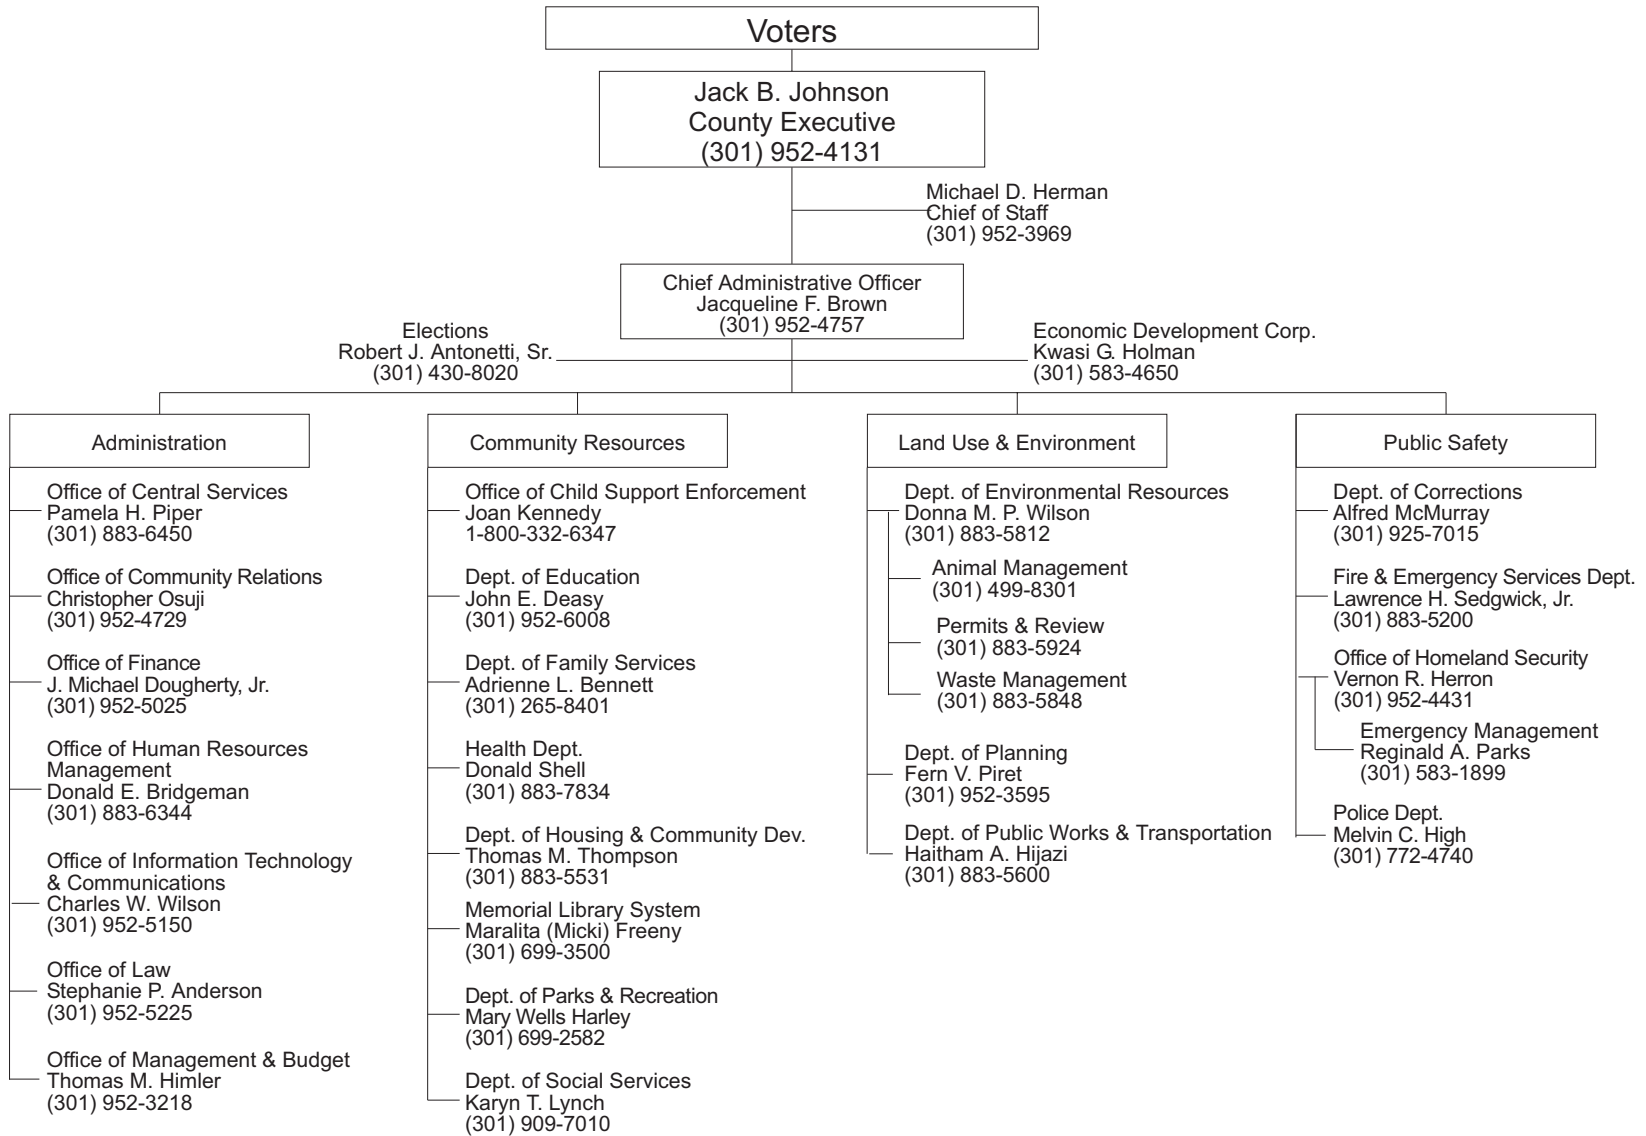 Voters
Jack B. Johnson
County Executive
(301) 952-4131
Michael D. Herman
Chief of Staff
(301) 952-3969
Chief Administrative Officer
Jacqueline F. Brown
(301) 952-4757
Elections
Robert J. Antonetti, Sr.
(301) 430-8020
Economic Development Corp.
Kwasi G. Holman
(301) 583-4650
Administration
Office of Central Services
Pamela H. Piper
(301) 883-6450
Office of Community Relations
Christopher Osuji
(301) 952-4729
Office of Finance
J. Michael Dougherty, Jr.
(301) 952-5025
Office of Human Resources
Management
Donald E. Bridgeman
(301) 883-6344
Office of Information Technology
& Communications
Charles W. Wilson
(301) 952-5150
Office of Law
Stephanie P. Anderson
(301) 952-5225
Office of Management & Budget
Thomas M. Himler
(301) 952-3218
Community Resources
Office of Child Support Enforcement
Joan Kennedy
1-800-332-6347
Dept. of Education
John E. Deasy
(301) 952-6008
Dept. of Family Services
Adrienne L. Bennett
(301) 265-8401
Health Dept.
Donald Shell
(301) 883-7834
Dept. of Housing & Community Dev.
Thomas M. Thompson
(301) 883-5531
Memorial Library System
Maralita (Micki) Freeny
(301) 699-3500
Dept. of Parks & Recreation
Mary Wells Harley
(301) 699-2582
Dept. of Social Services
Karyn T. Lynch
(301) 909-7010
Land Use & Environment
Dept. of Environmental Resources
Donna M. P. Wilson
(301) 883-5812
Animal Management
(301) 499-8301
Permits & Review
(301) 883-5924
Waste Management
(301) 883-5848
Dept. of Planning
Fern V. Piret
(301) 952-3595
Dept. of Public Works & Transportation
Haitham A. Hijazi
(301) 883-5600
Public Safety
Dept. of Corrections
Alfred McMurray
(301) 925-7015
Fire & Emergency Services Dept.
Lawrence H. Sedgwick, Jr.
(301) 883-5200
Office of Homeland Security
Vernon R. Herron
(301) 952-4431
Emergency Management
Reginald A. Parks
(301) 583-1899
Police Dept.
Melvin C. High
(301) 772-4740